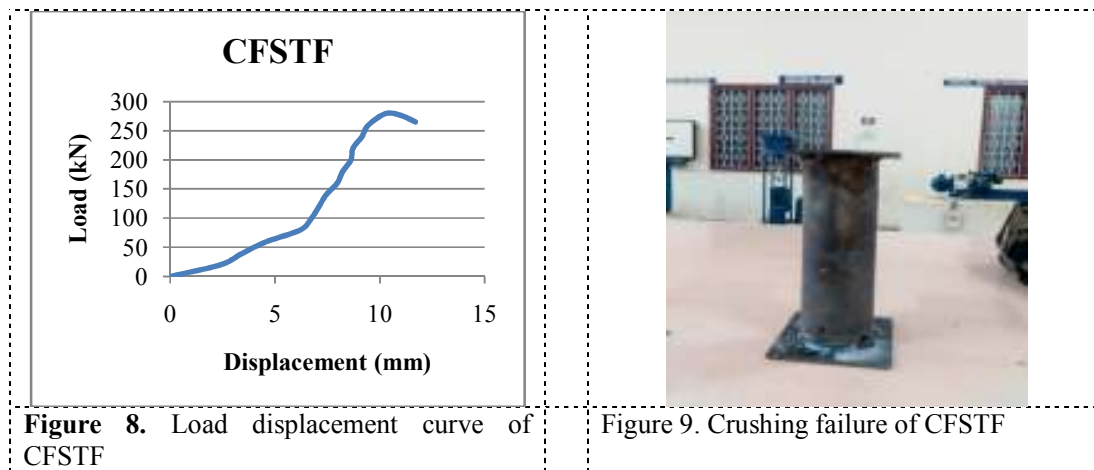 CFSTF
300
250
200
150
100
50
0
Load (kN)
0 5 10 15
Displacement (mm)
Figure 8. Load displacement curve of
CFSTF
Figure 9. Crushing failure of CFSTF